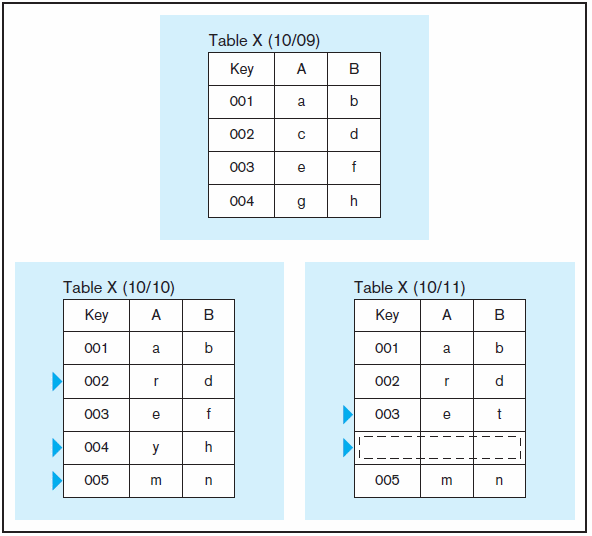 Table X (10/09)
Key A B
001 a b
002 c d
003 e f
004 g h
Table X (10/10)
Key A B
001 a b
002 r d
003 e f
004 y h
005 m n
Table X (10/11)
Key A B
001 a b
002 r d
003 e t
005 m n